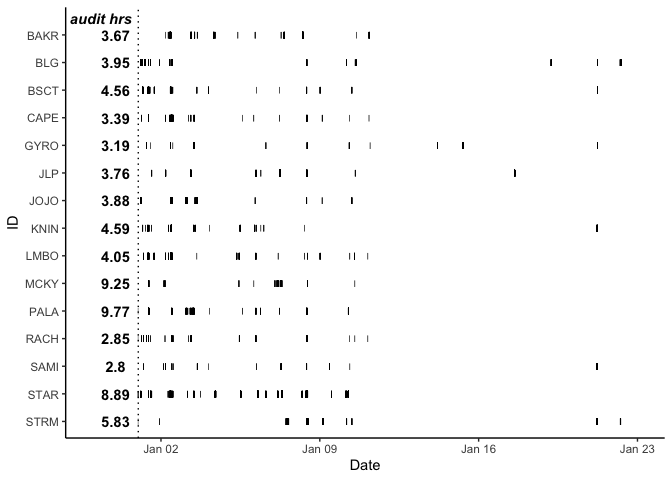 audit hrs
BAKR 3.67
BLG 3.95
BSCT 4.56
CAPE 3.39
GYRO 3.19
JLP 3.76
JOJO 3.88
KNIN 4.59
LMBO 4.05
MCKY 9.25
PALA 9.77
RACH 2.85
SAMI 2.8
STAR 8.89
STRM 5.83
ID
Jan 02 Jan 09 Jan 16 Jan 23
Date